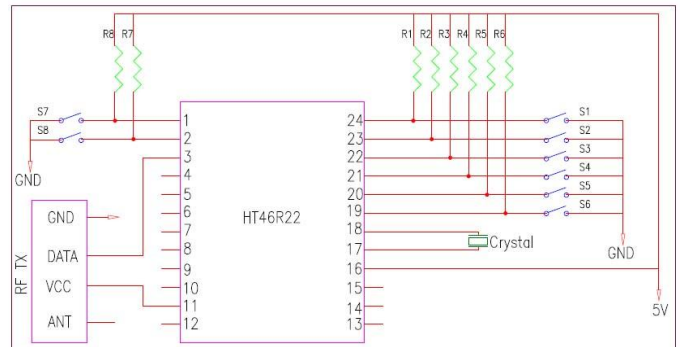 R8 R7 R1 R2 R3 R4 R5 R6
S7 1 24 S1
S8 2 23 S2
3 22 S3
GND 4 21 S4
5 20 S5
GND 6 HT46R22 19 S6
7 18
DATA 8 17 Crystal GND
RF TX
VCC 9 16
10 15 5V
11 14
ANT 12 13